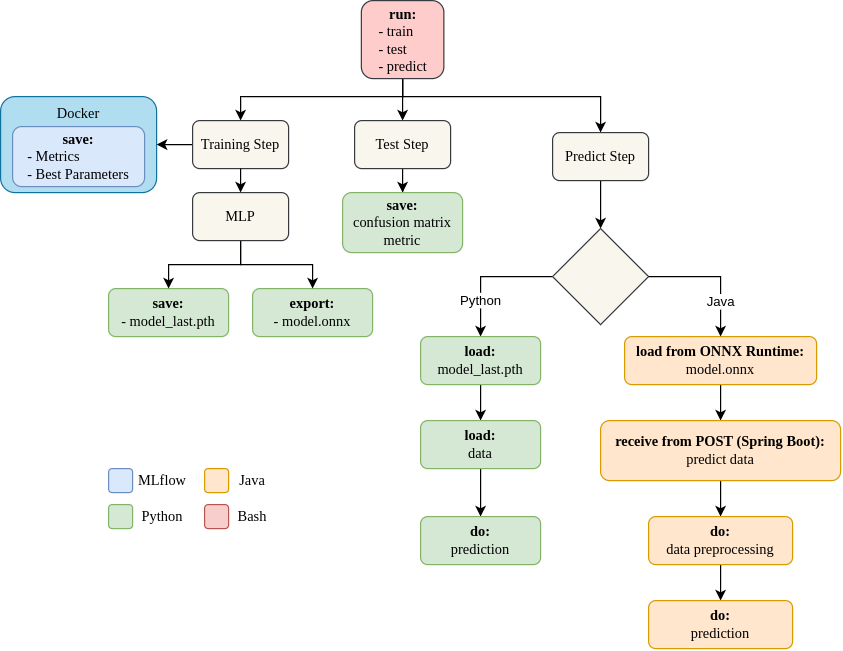 run:
- train
- test
- predict
Docker
save:
- Metrics
- Best Parameters
Training Step
Test Step
Predict Step
MLP
save:
confusion matrix
metric
save:
- model_last.pth
export:
- model.onnx
Python
Java
load:
model_last.pth
load from ONNX Runtime:
model.onnx
load:
data
receive from POST (Spring Boot):
predict data
do:
prediction
do:
data preprocessing
do:
prediction
MLflow
Java
Python
Bash